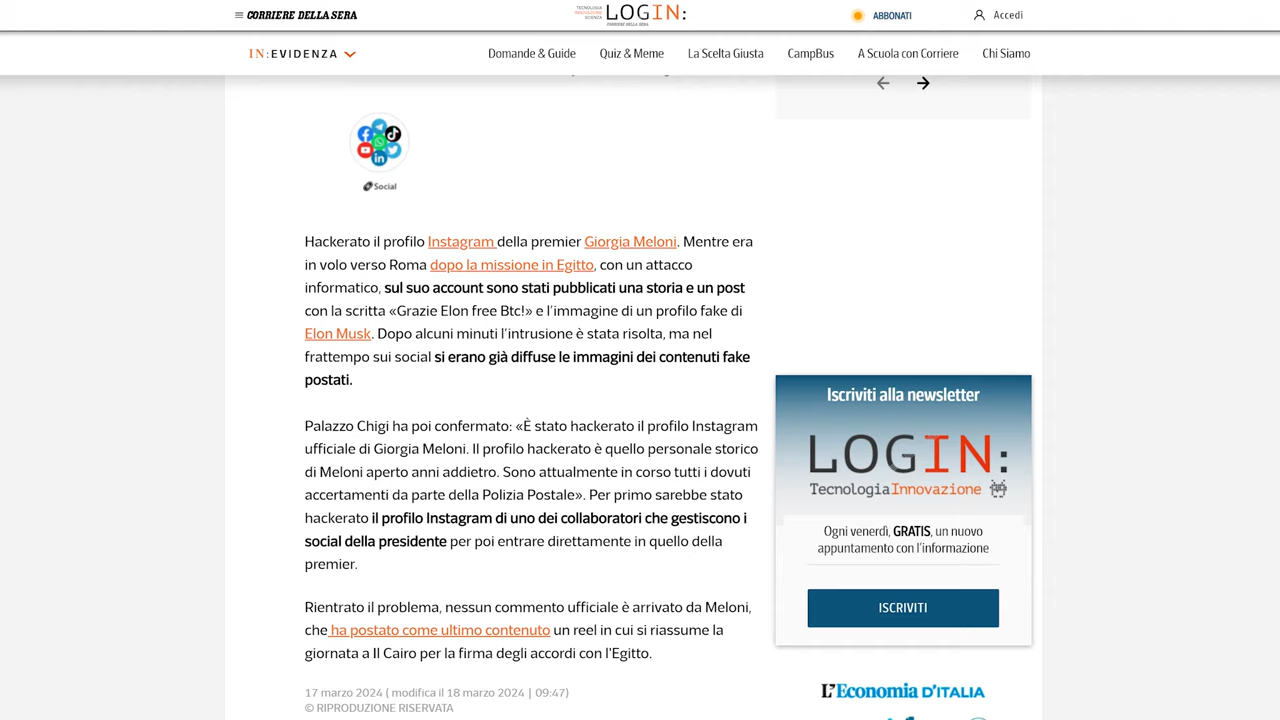 CORRIERE DELLA SERA
TECNOLOGIA
INNOVAZIONE
SCIENZA
LOGIN:
CORRIERE DELLA SERA
ABBONATI
Accedi
IN:EVIDENZA
Domande & Guide
Quiz & Meme
La Scelta Giusta
CampBus
A Scuola con Corriere
Chi Siamo
Social
Hackerato il profilo Instagram della premier Giorgia Meloni. Mentre era
in volo verso Roma dopo la missione in Egitto, con un attacco
informatico, sul suo account sono stati pubblicati una storia e un post
con la scritta «Grazie Elon free Btc!» e l'immagine di un profilo fake di
Elon Musk. Dopo alcuni minuti l'intrusione è stata risolta, ma nel
frattempo sui social si erano già diffuse le immagini dei contenuti fake
postati.
Palazzo Chigi ha poi confermato: «È stato hackerato il profilo Instagram
ufficiale di Giorgia Meloni. Il profilo hackerato è quello personale storico
di Meloni aperto anni addietro. Sono attualmente in corso tutti i dovuti
accertamenti da parte della Polizia Postale». Per primo sarebbe stato
hackerato il profilo Instagram di uno dei collaboratori che gestiscono i
social della presidente per poi entrare direttamente in quello della
premier.
Rientrato il problema, nessun commento ufficiale è arrivato da Meloni,
che ha postato come ultimo contenuto un reel in cui si riassume la
giornata a Il Cairo per la firma degli accordi con l'Egitto.
17 marzo 2024 ( modifica il 18 marzo 2024 | 09:47)
© RIPRODUZIONE RISERVATA
Iscriviti alla newsletter
LOGIN:
TecnologiaInnovazione
Ogni venerdì, GRATIS, un nuovo
appuntamento con l'informazione
ISCRIVITI
L'Economia D'ITALIA